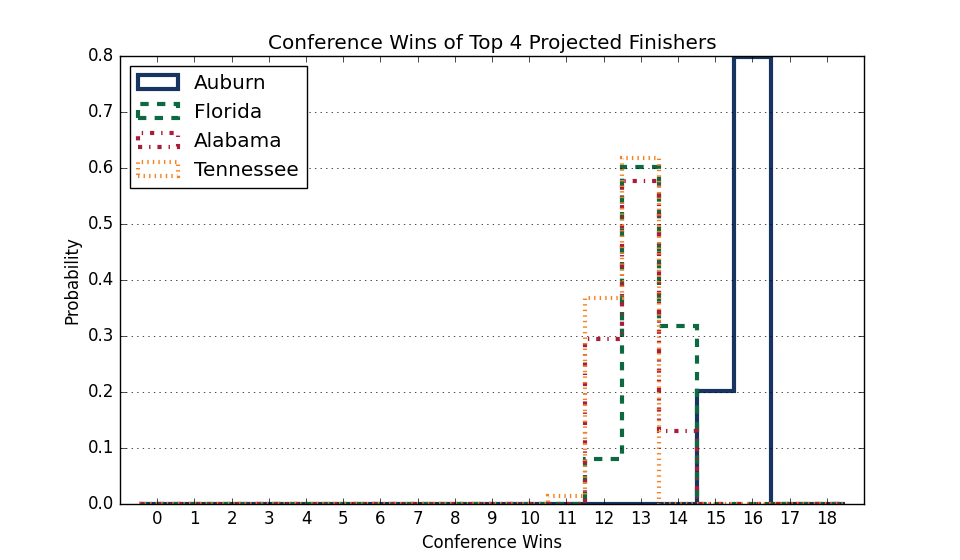 Conference Wins of Top 4 Projected Finishers
0.8
0.7
0.6
0.5
0.4
0.3
0.2
0.1
0.0
Probability
Auburn
Florida
Alabama
Tennessee
0 1 2 3 4 5 6 7 8 9 10 11 12 13 14 15 16 17 18
Conference Wins